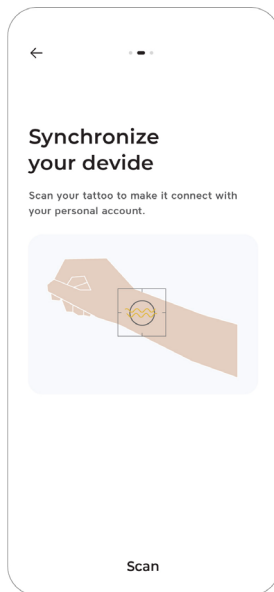 Synchronize
your devide
Scan your tattoo to make it connect with
your personal account.
Scan